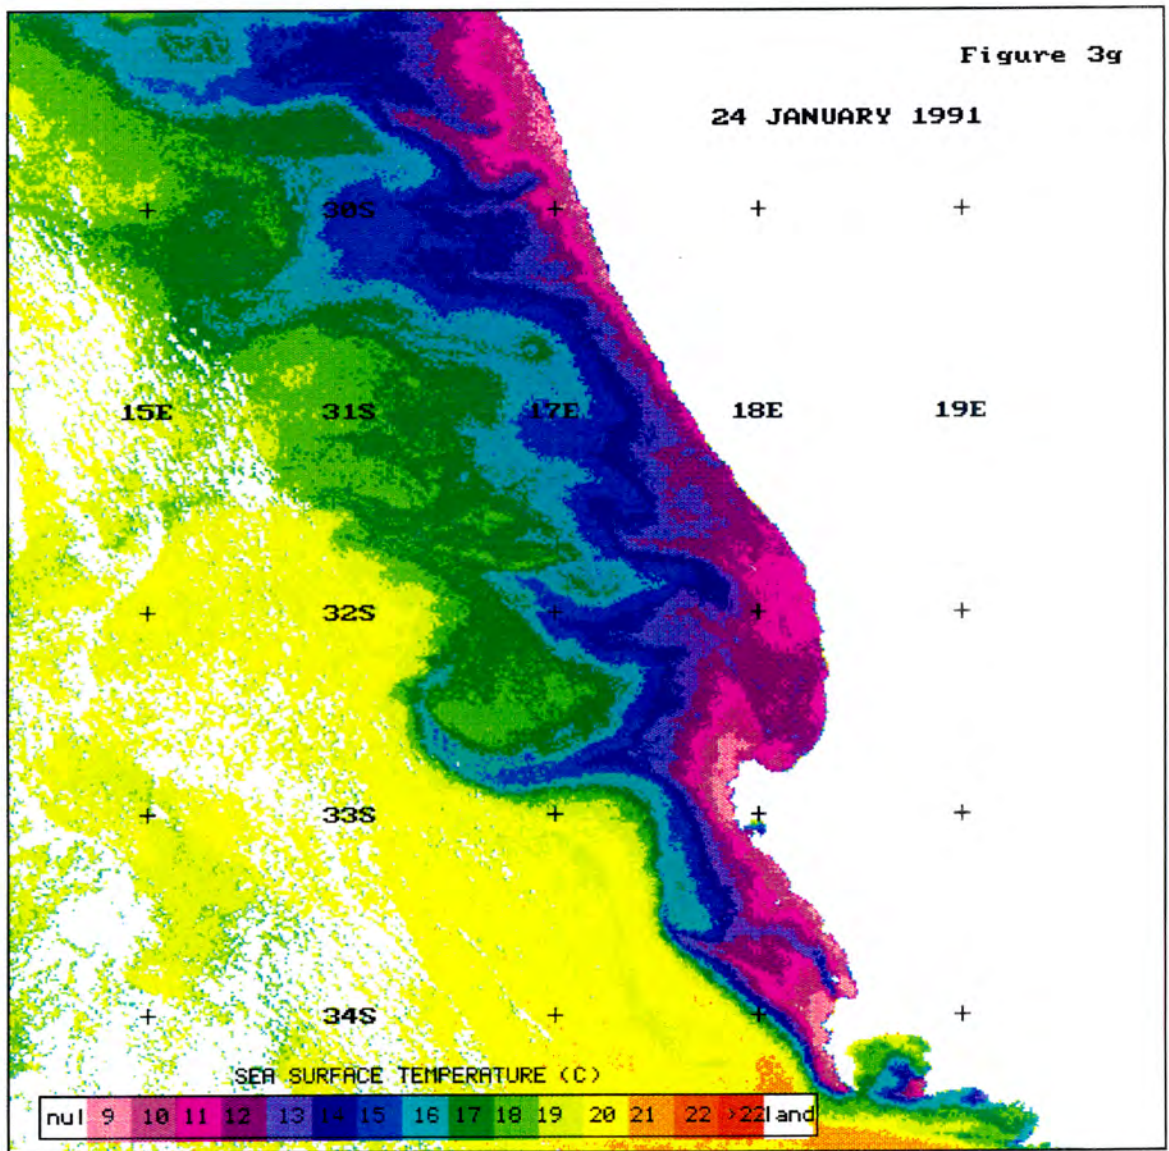 Figure 3g
24 JANUARY 1991
30S
15E 31S 17E 18E 19E
32S
33S
34S
SEA SURFACE TEMPERATURE (C)
nul 9 10 11 12 13 14 15 16 17 18 19 20 21 22 >22 land